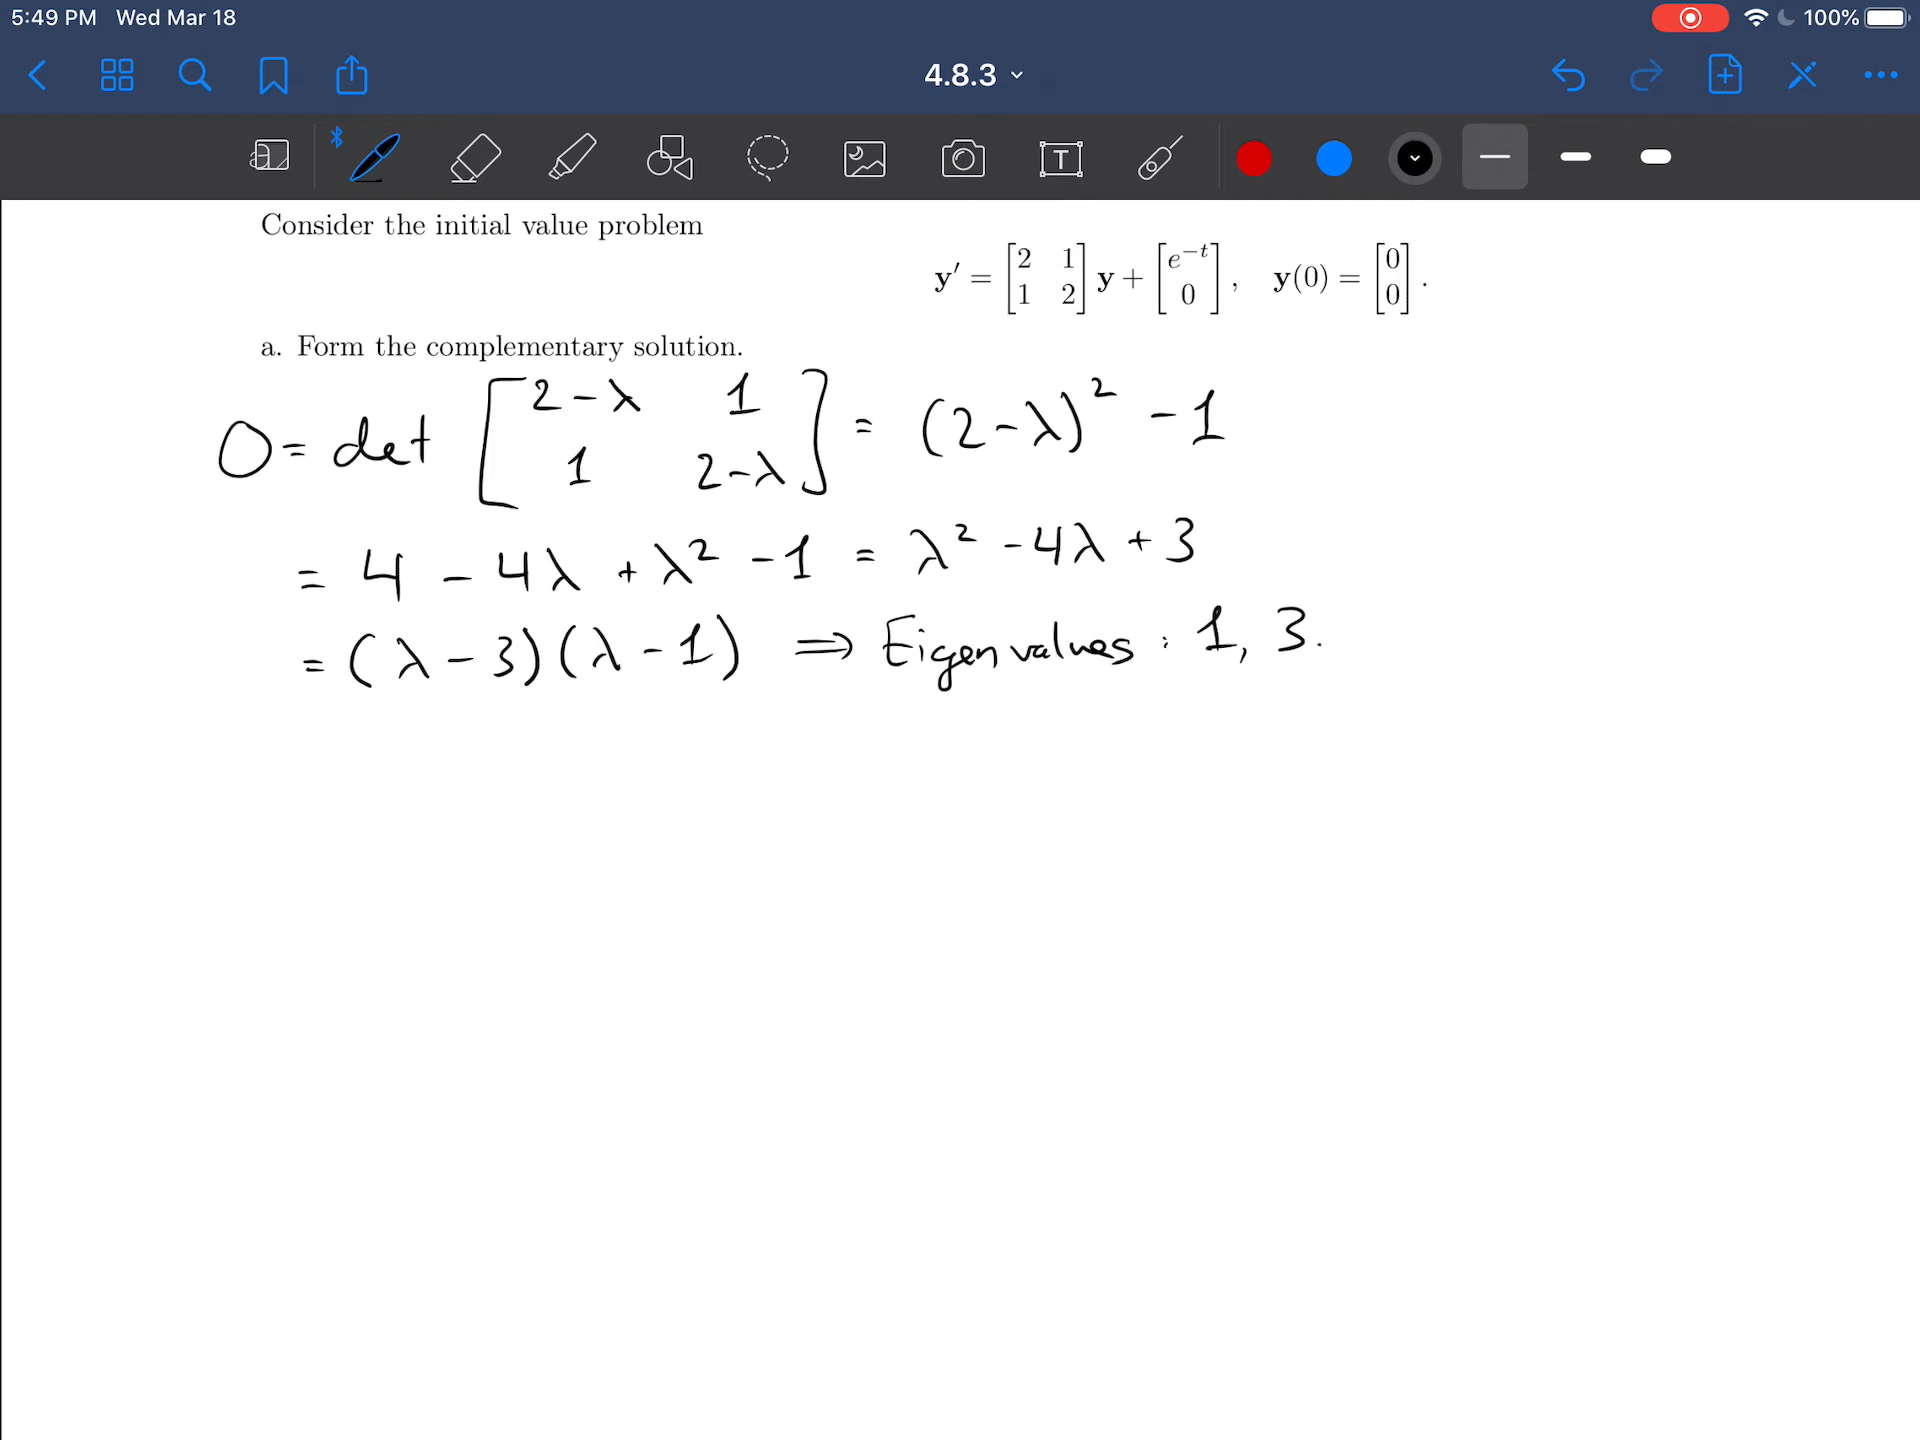 5:49 PM Wed Mar 18 100%
4.8.3
T
Consider the initial value problem
y′ = [2 1; 1 2] y + [e^{−t}; 0], y(0) = [0; 0].
a. Form the complementary solution.
0 = det [2−λ 1; 1 2−λ] = (2−λ)² − 1
= 4 − 4λ + λ² − 1 = λ² − 4λ + 3
= (λ − 3)(λ − 1) ⇒ Eigenvalues : 1, 3.